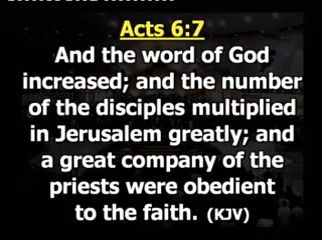 Acts 6:7
And the word of God
increased; and the number
of the disciples multiplied
in Jerusalem greatly; and
a great company of the
priests were obedient
to the faith. (KJV)